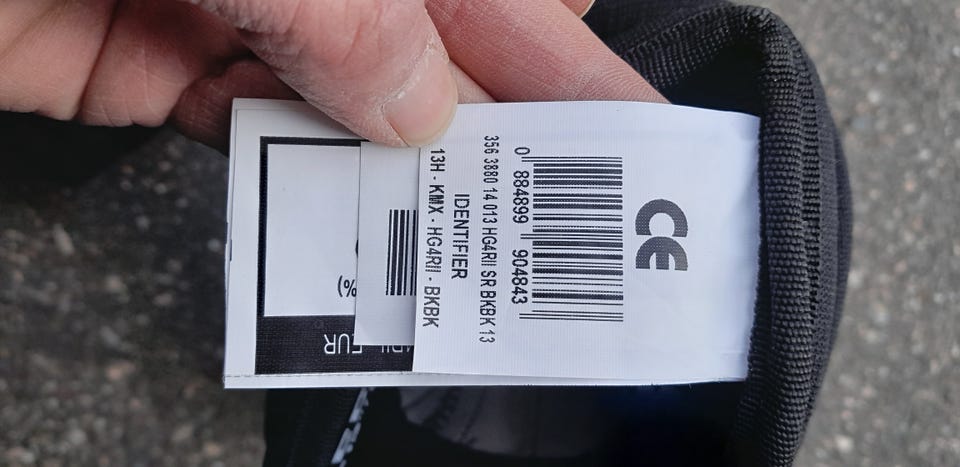 CE
0 884899 904843
356 3880 14 013 HG4RII SR BKBK 13
IDENTIFIER
13H - KMX - HG4RII - BKBK
%)
EUR